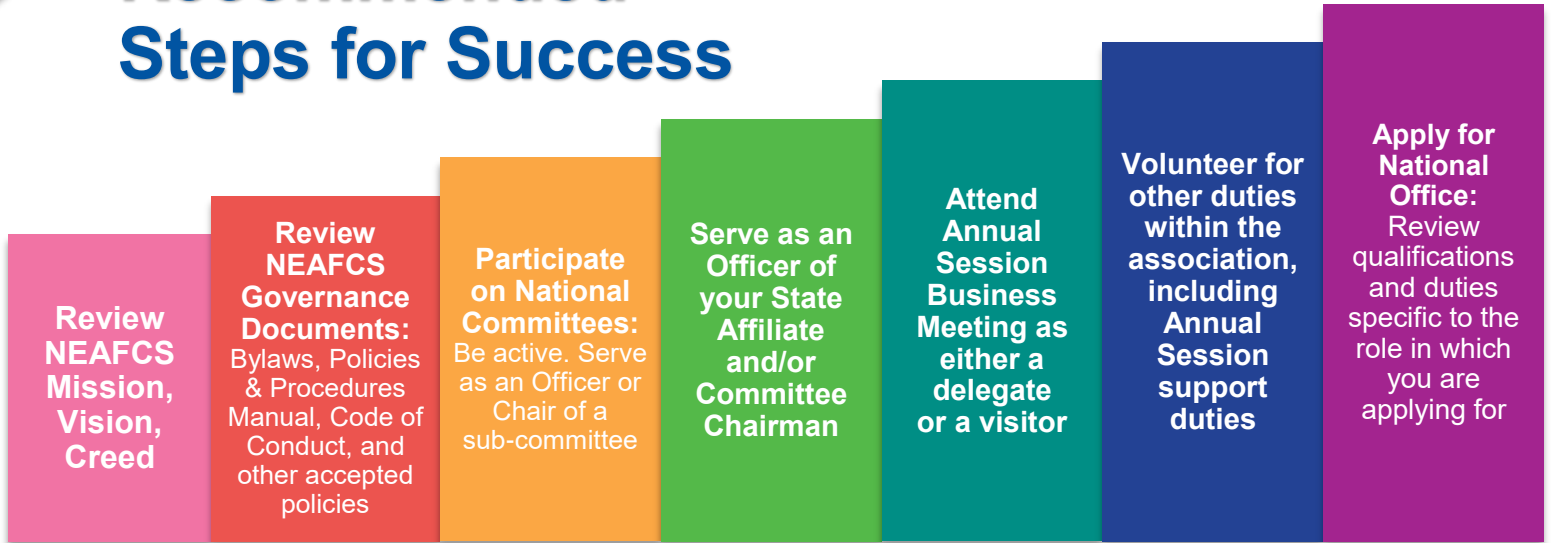 Recommended
Steps for Success
Review
NEAFCS
Mission,
Vision,
Creed
Review
NEAFCS
Governance
Documents:
Bylaws, Policies
& Procedures
Manual, Code of
Conduct, and
other accepted
policies
Participate
on National
Committees:
Be active. Serve
as an Officer or
Chair of a
sub-committee
Serve as an
Officer of
your State
Affiliate
and/or
Committee
Chairman
Attend
Annual
Session
Business
Meeting as
either a
delegate
or a visitor
Volunteer for
other duties
within the
association,
including
Annual
Session
support
duties
Apply for
National
Office:
Review
qualifications
and duties
specific to the
role in which
you are
applying for